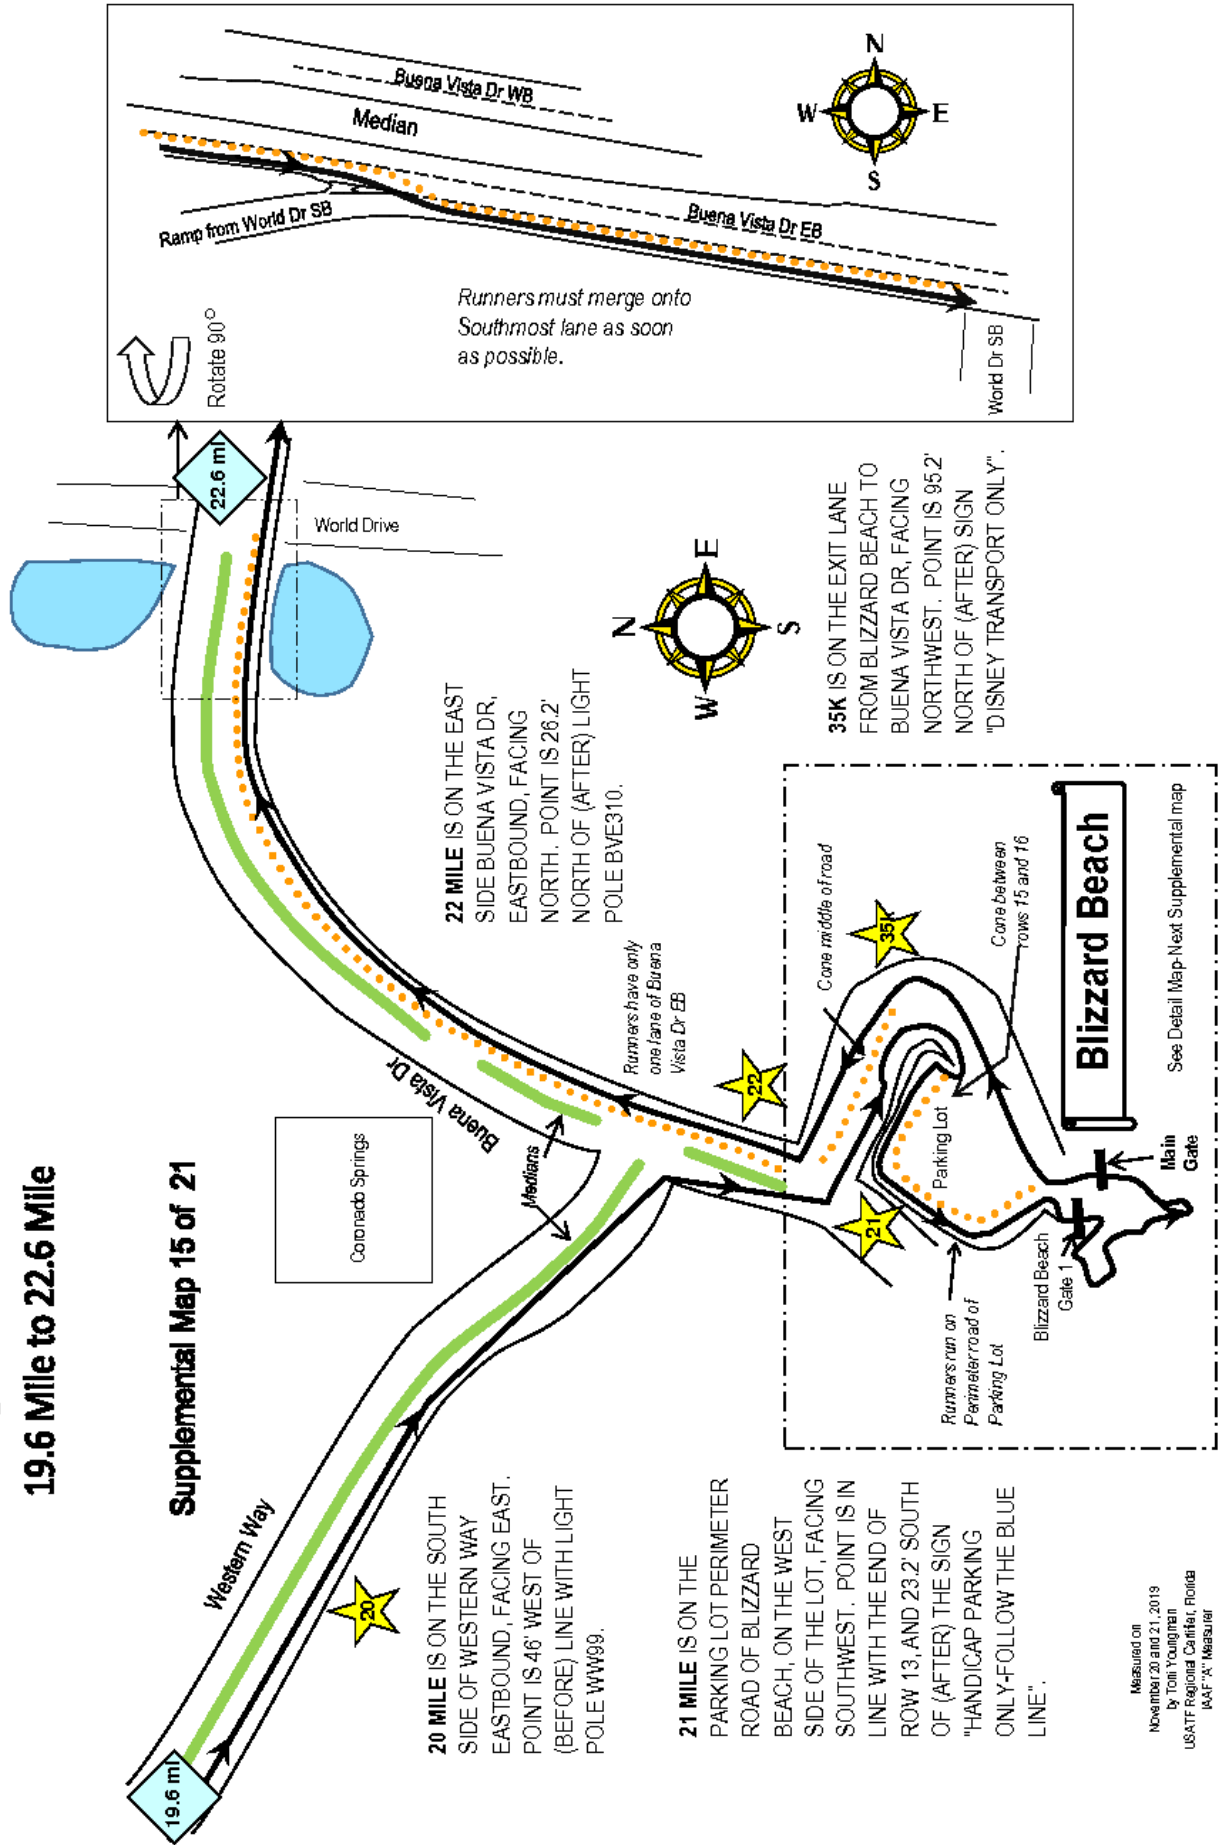 19.6 Mile to 22.6 Mile
Supplemental Map 15 of 21
19.6 mi
Western Way
20
20 MILE IS ON THE SOUTH
SIDE OF WESTERN WAY
EASTBOUND, FACING EAST.
POINT IS 46' WEST OF
(BEFORE) LINE WITH LIGHT
POLE WW99.
21 MILE IS ON THE
PARKING LOT PERIMETER
ROAD OF BLIZZARD
BEACH, ON THE WEST
SIDE OF THE LOT, FACING
SOUTHWEST. POINT IS IN
LINE WITH THE END OF
ROW 13, AND 23.2' SOUTH
OF (AFTER) THE SIGN
"HANDICAP PARKING
ONLY-FOLLOW THE BLUE
LINE".
Measured on
November 20 and 21, 2019
by Toni Youngman
USATF Regional Certifier, Florida
IAAF "A" Measurer
Coronado Springs
Buena Vista Dr
Medians
Runners have only
one lane of Buena
Vista Dr EB
22
22 MILE IS ON THE EAST
SIDE BUENA VISTA DR,
EASTBOUND, FACING
NORTH. POINT IS 26.2'
NORTH OF (AFTER) LIGHT
POLE BVE310.
N
W
E
S
21
Cone middle of road
35K
Cone between
rows 15 and 16
Parking Lot
Runners run on
Perimeter road of
Parking Lot
Blizzard Beach
Gate 1
Main
Gate
Blizzard Beach
See Detail Map-Next Supplemental map
35K IS ON THE EXIT LANE
FROM BLIZZARD BEACH TO
BUENA VISTA DR, FACING
NORTHWEST. POINT IS 95.2'
NORTH OF (AFTER) SIGN
"DISNEY TRANSPORT ONLY".
World Drive
22.6 mi
Rotate 90°
Buena Vista Dr WB
Median
Ramp from World Dr SB
Buena Vista Dr EB
Runners must merge onto
Southmost lane as soon
as possible.
World Dr SB
N
W
E
S